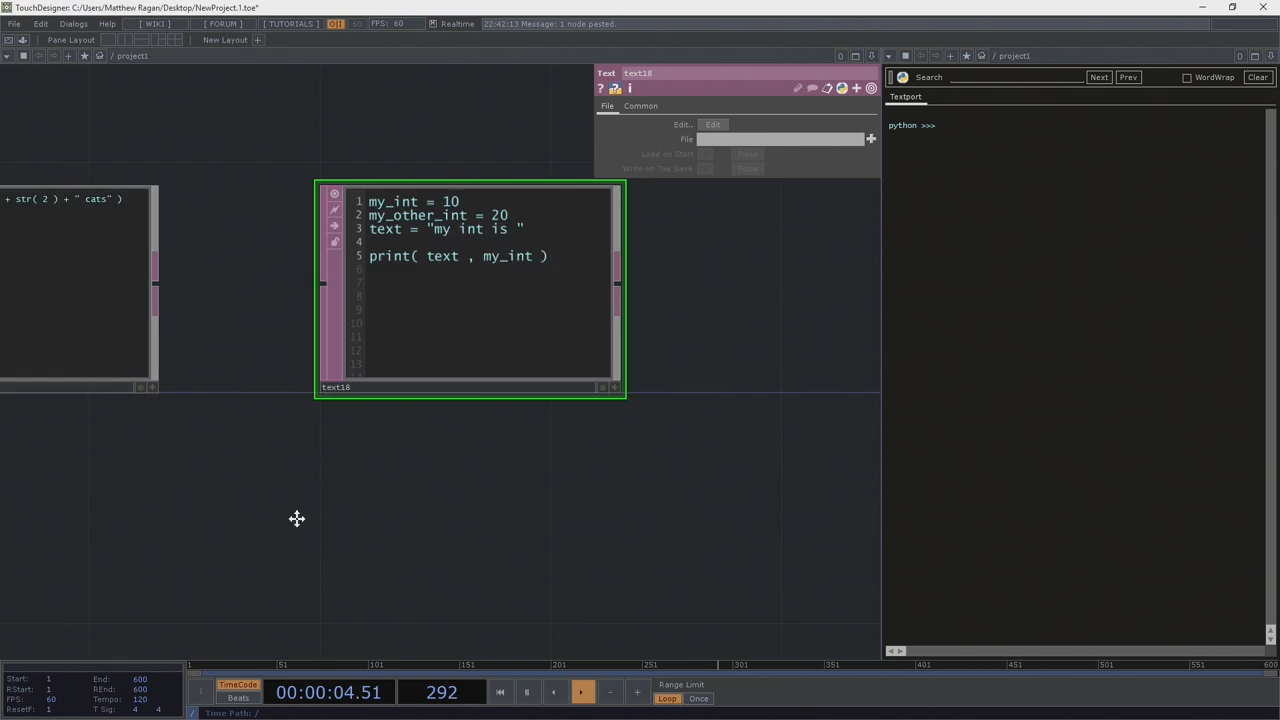 TouchDesigner: C:/Users/Matthew Ragan/Desktop/NewProject.1.toe*
File Edit Dialogs Help [ WIKI ] [ FORUM ] [ TUTORIALS ] O|I 60 FPS: 60 Realtime 22:42:13 Message: 1 node pasted.
Pane Layout New Layout +
/ project1 0
/ project1 0
Text text18
? ? i
File Common
Edit.. Edit
File
Load on Start Off Pulse
Write on Toe Save Off Pulse
Search Next Prev WordWrap Clear
Textport
python >>>
+ str( 2 ) + " cats" )
1 my_int = 10
2 my_other_int = 20
3 text = "my int is "
4
5 print( text , my_int )
6
7
8
9
10
11
12
13
text18
1 51 101 151 201 251 301 351 401 451 501 551 600
Start: 1 End: 600
RStart: 1 REnd: 600
FPS: 60 Tempo: 120
ResetF: 1 T Sig: 4 4
TimeCode
Beats
00:00:04.51 292
Range Limit
Loop Once
/ Time Path: /